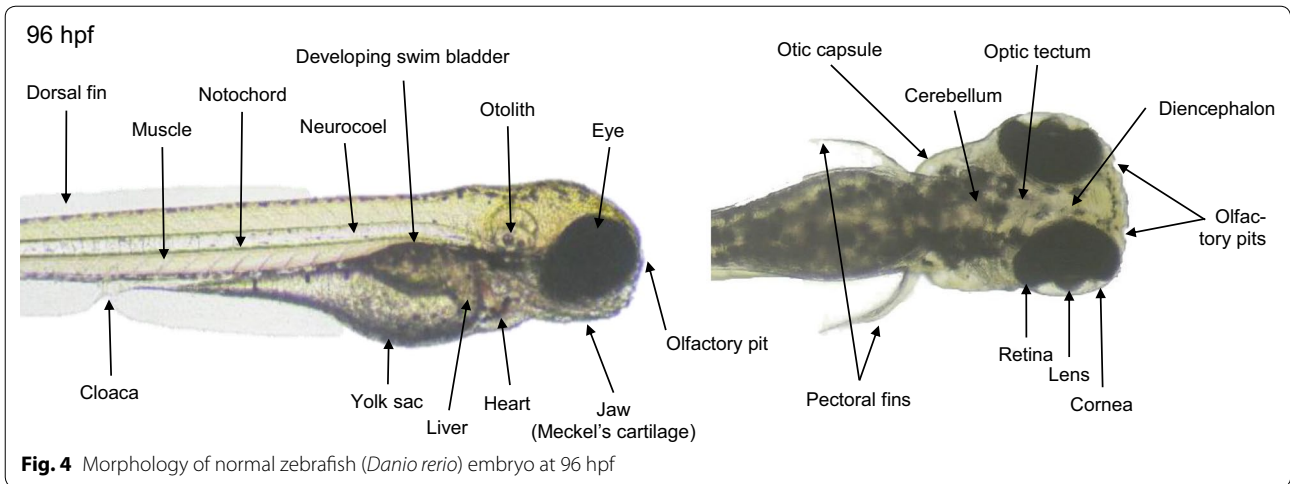 96 hpf
Developing swim bladder
Dorsal fin
Notochord
Muscle
Neurocoel
Otolith
Eye
Olfactory pit
Cloaca
Yolk sac
Liver
Heart
Jaw
(Meckel's cartilage)
Otic capsule
Optic tectum
Cerebellum
Diencephalon
Olfac-
tory pits
Retina
Lens
Cornea
Pectoral fins
Fig. 4 Morphology of normal zebrafish (Danio rerio) embryo at 96 hpf